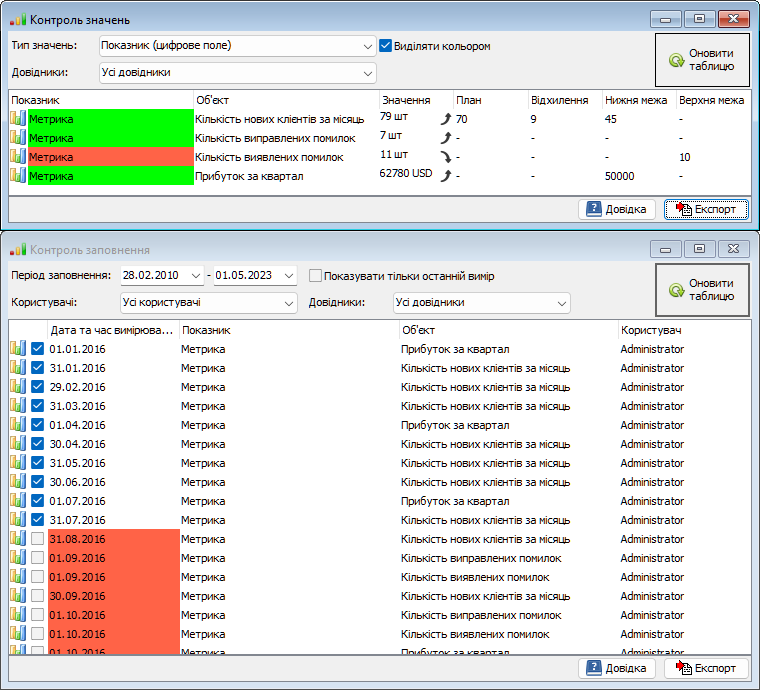 Контроль значень
Тип значень: Показник (цифрове поле) Виділяти кольором
Довідники: Усі довідники
Оновити
таблицю
Показник Об'єкт Значення План Відхилення Нижня межа Верхня межа
Метрика Кількість нових клієнтів за місяць 79 шт 70 9 45 -
Метрика Кількість виправлених помилок 7 шт - - - -
Метрика Кількість виявлених помилок 11 шт - - - 10
Метрика Прибуток за квартал 62780 USD - - 50000 -
Довідка Експорт
Контроль заповнення
Період заповнення: 28.02.2010 - 01.05.2023 Показувати тільки останній вимір
Користувачі: Усі користувачі Довідники: Усі довідники
Оновити
таблицю
Дата та час вимірюва... Показник Об'єкт Користувач
01.01.2016 Метрика Прибуток за квартал Administrator
31.01.2016 Метрика Кількість нових клієнтів за місяць Administrator
29.02.2016 Метрика Кількість нових клієнтів за місяць Administrator
31.03.2016 Метрика Кількість нових клієнтів за місяць Administrator
01.04.2016 Метрика Прибуток за квартал Administrator
30.04.2016 Метрика Кількість нових клієнтів за місяць Administrator
31.05.2016 Метрика Кількість нових клієнтів за місяць Administrator
30.06.2016 Метрика Кількість нових клієнтів за місяць Administrator
01.07.2016 Метрика Прибуток за квартал Administrator
31.07.2016 Метрика Кількість нових клієнтів за місяць Administrator
31.08.2016 Метрика Кількість нових клієнтів за місяць Administrator
01.09.2016 Метрика Кількість виправлених помилок Administrator
01.09.2016 Метрика Кількість виявлених помилок Administrator
30.09.2016 Метрика Кількість нових клієнтів за місяць Administrator
01.10.2016 Метрика Кількість виправлених помилок Administrator
01.10.2016 Метрика Кількість виявлених помилок Administrator
01.10.2016 Метрика Прибуток за квартал Administrator
Довідка Експорт